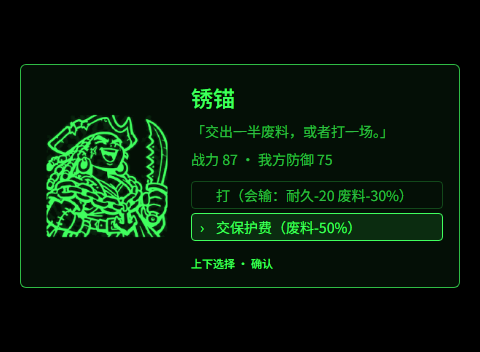 锈锚
「交出一半废料，或者打一场。」
战力 87 · 我方防御 75
打（会输：耐久-20 废料-30%）
› 交保护费（废料-50%）
上下选择 · 确认